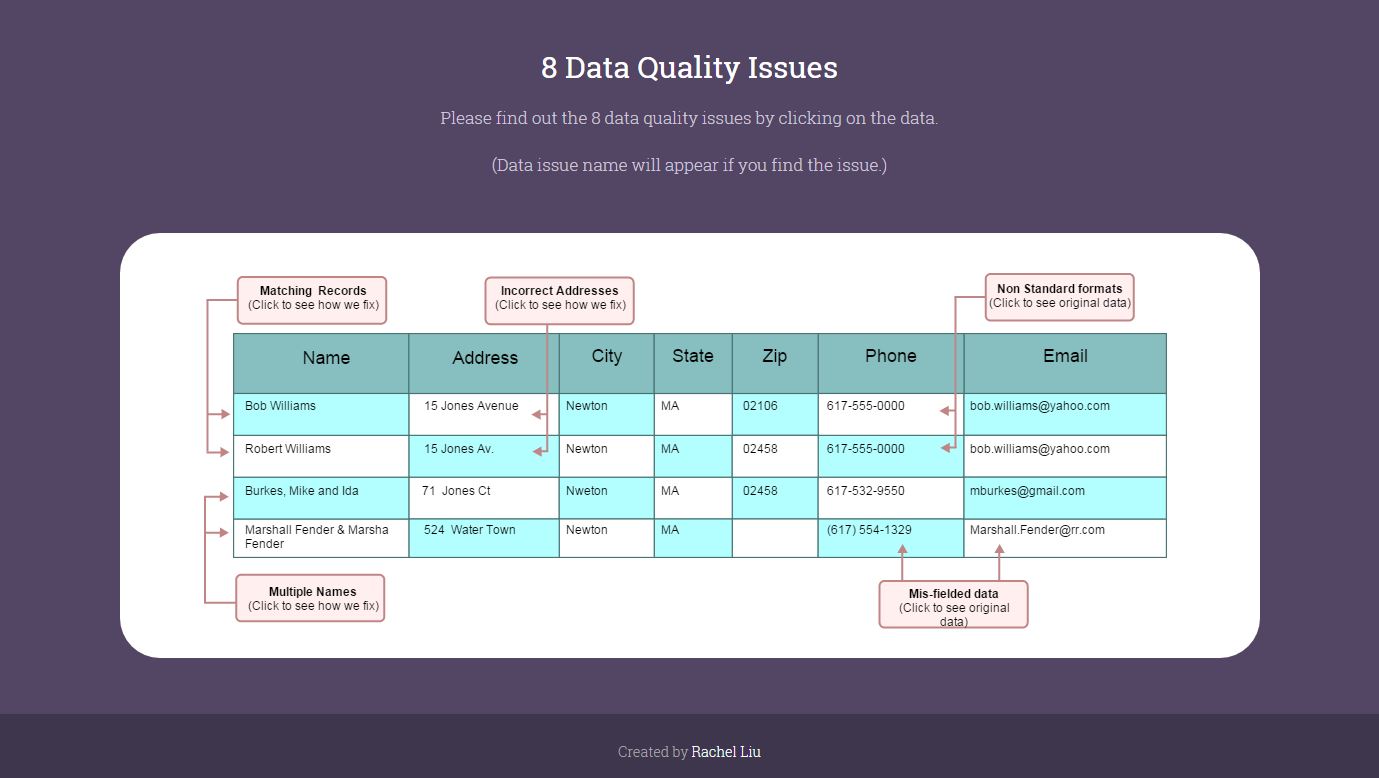 8 Data Quality Issues
Please find out the 8 data quality issues by clicking on the data.
(Data issue name will appear if you find the issue.)
Matching Records
(Click to see how we fix)
Incorrect Addresses
(Click to see how we fix)
Non Standard formats
(Click to see original data)
Name Address City State Zip Phone Email
Bob Williams 15 Jones Avenue Newton MA 02106 617-555-0000 bob.williams@yahoo.com
Robert Williams 15 Jones Av. Newton MA 02458 617-555-0000 bob.williams@yahoo.com
Burkes, Mike and Ida 71 Jones Ct Nweton MA 02458 617-532-9550 mburkes@gmail.com
Marshall Fender & Marsha 524 Water Town Newton MA (617) 554-1329 Marshall.Fender@rr.com
Fender
Multiple Names
(Click to see how we fix)
Mis-fielded data
(Click to see original
data)
Created by Rachel Liu